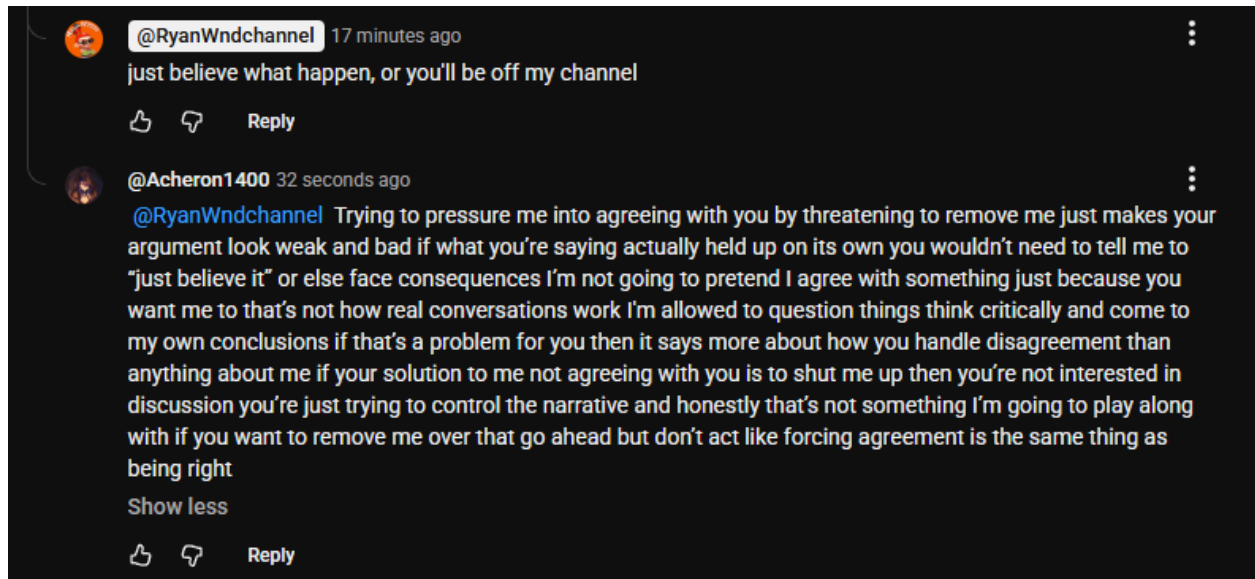 @RyanWndchannel 17 minutes ago
just believe what happen, or you'll be off my channel
Reply
@Acheron1400 32 seconds ago
@RyanWndchannel Trying to pressure me into agreeing with you by threatening to remove me just makes your
argument look weak and bad if what you’re saying actually held up on its own you wouldn’t need to tell me to
“just believe it” or else face consequences I’m not going to pretend I agree with something just because you
want me to that’s not how real conversations work I'm allowed to question things think critically and come to
my own conclusions if that’s a problem for you then it says more about how you handle disagreement than
anything about me if your solution to me not agreeing with you is to shut me up then you’re not interested in
discussion you’re just trying to control the narrative and honestly that’s not something I’m going to play along
with if you want to remove me over that go ahead but don’t act like forcing agreement is the same thing as
being right
Show less
Reply